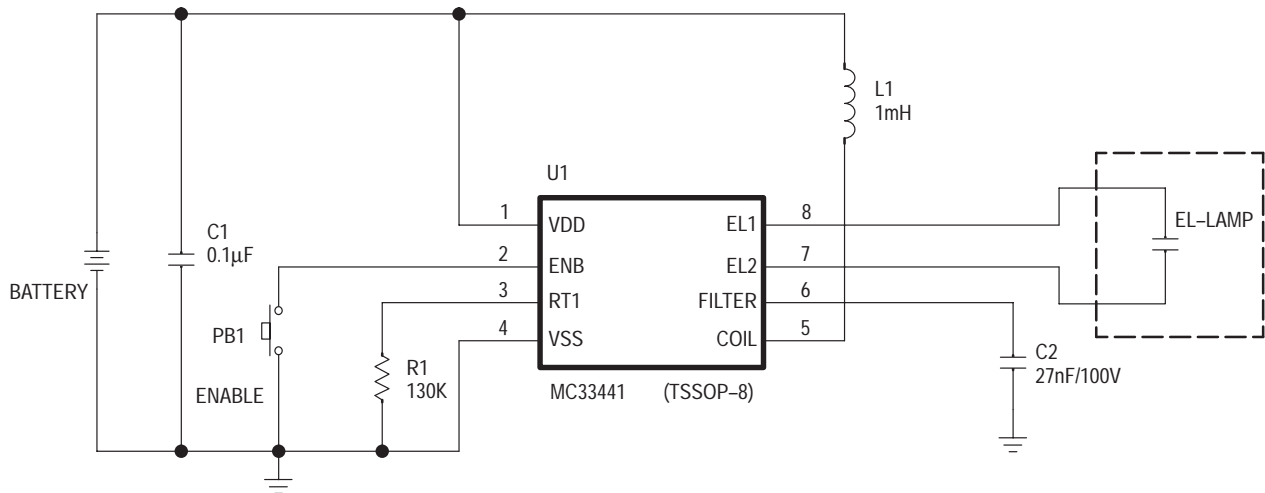 L1
1mH
U1
1
VDD
EL1
8
EL–LAMP
C1
0.1µF
2
ENB
EL2
7
BATTERY
3
RT1
FILTER
6
PB1
4
VSS
COIL
5
C2
27nF/100V
R1
130K
ENABLE
MC33441
(TSSOP–8)